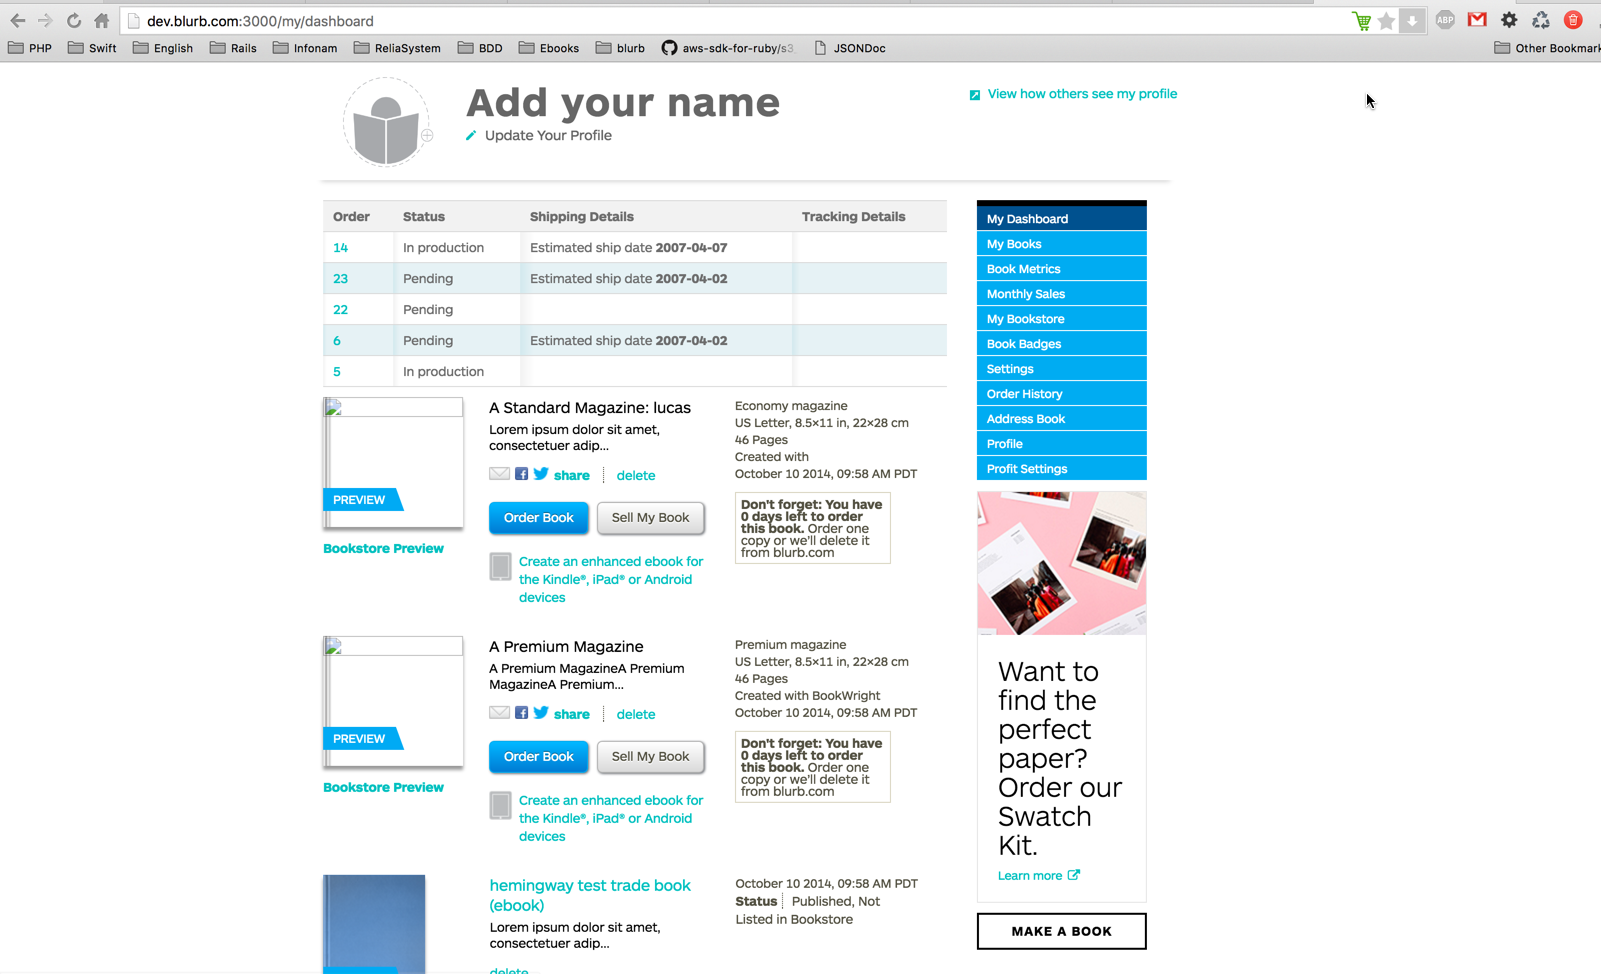 dev.blurb.com:3000/my/dashboard
ABP
PHP Swift English Rails Infonam ReliaSystem BDD Ebooks blurb aws-sdk-for-ruby/s3 JSONDoc Other Bookmark
Add your name
Update Your Profile
View how others see my profile
Order Status Shipping Details Tracking Details
14 In production Estimated ship date 2007-04-07
23 Pending Estimated ship date 2007-04-02
22 Pending
6 Pending Estimated ship date 2007-04-02
5 In production
PREVIEW
Bookstore Preview
A Standard Magazine: lucas
Lorem ipsum dolor sit amet,
consectetuer adip...
share delete
Order Book Sell My Book
Create an enhanced ebook for
the Kindle®, iPad® or Android
devices
Economy magazine
US Letter, 8.5×11 in, 22×28 cm
46 Pages
Created with
October 10 2014, 09:58 AM PDT
Don't forget: You have
0 days left to order
this book. Order one
copy or we'll delete it
from blurb.com
PREVIEW
Bookstore Preview
A Premium Magazine
A Premium MagazineA Premium
MagazineA Premium...
share delete
Order Book Sell My Book
Create an enhanced ebook for
the Kindle®, iPad® or Android
devices
Premium magazine
US Letter, 8.5×11 in, 22×28 cm
46 Pages
Created with BookWright
October 10 2014, 09:58 AM PDT
Don't forget: You have
0 days left to order
this book. Order one
copy or we'll delete it
from blurb.com
hemingway test trade book
(ebook)
Lorem ipsum dolor sit amet,
consectetuer adip...
delete
October 10 2014, 09:58 AM PDT
Status Published, Not
Listed in Bookstore
My Dashboard
My Books
Book Metrics
Monthly Sales
My Bookstore
Book Badges
Settings
Order History
Address Book
Profile
Profit Settings
Want to
find the
perfect
paper?
Order our
Swatch
Kit.
Learn more
MAKE A BOOK